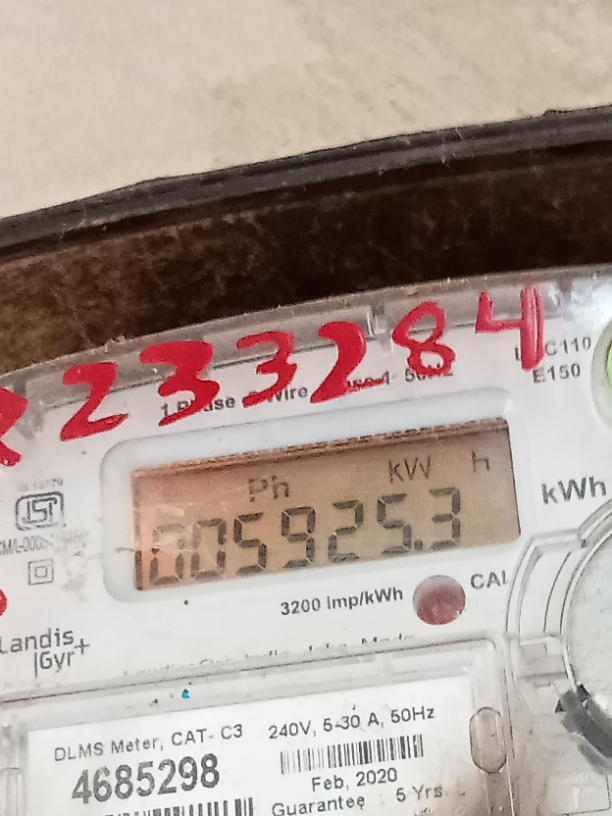 233284
C110
E150
1 Phase Wire
Ph kW h
005925.3
kWh
3200 Imp/kWh
CAL
Landis
Gyr+
DLMS Meter, CAT- C3
4685298
240V, 5-30 A, 50Hz
Feb, 2020
Guarantee : 5 Yrs.